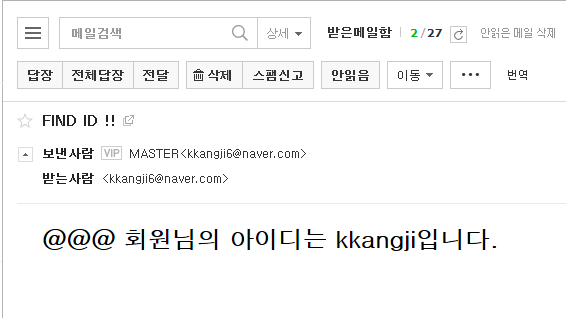 메일검색 상세 받은메일함 2/27 안읽은 메일 삭제
답장 전체답장 전달 삭제 스팸신고 안읽음 이동 ••• 번역
FIND ID !!
보낸사람 VIP MASTER<kkangji6@naver.com>
받는사람 <kkangji6@naver.com>
@@@ 회원님의 아이디는 kkangji입니다.